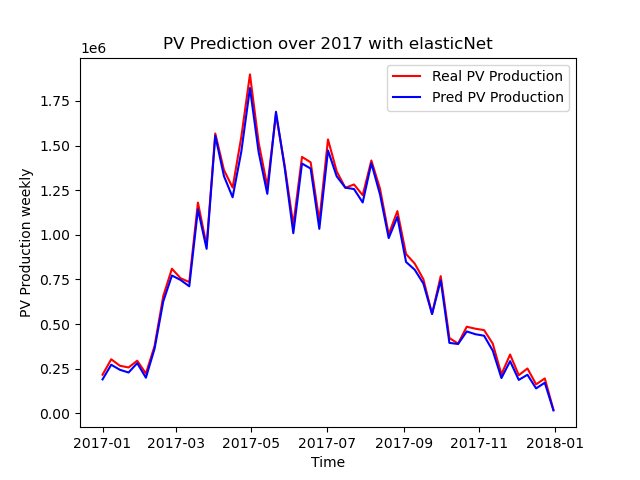 PV Prediction over 2017 with elasticNet
1e6
Real PV Production
Pred PV Production
1.75
1.50
1.25
1.00
0.75
0.50
0.25
0.00
PV Production weekly
2017-01 2017-03 2017-05 2017-07 2017-09 2017-11 2018-01
Time